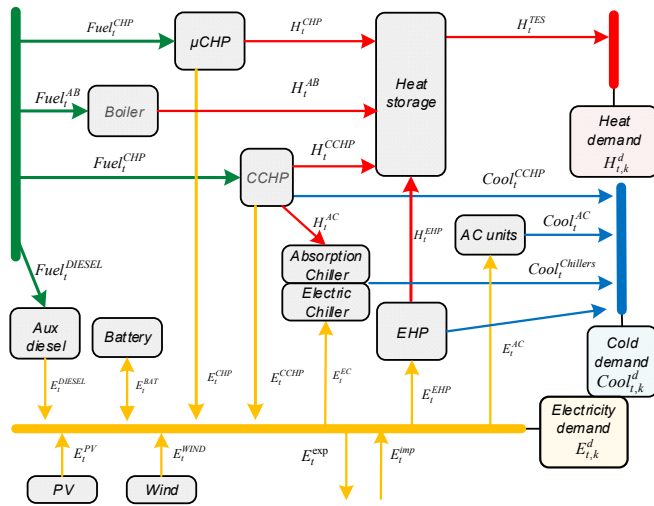 Fuel_t^CHP
μCHP
H_t^CHP
H_t^TES
Fuel_t^AB
Boiler
H_t^AB
Heat
storage
Heat
demand
H_{t,k}^d
Fuel_t^CHP
CCHP
H_t^CCHP
Cool_t^CCHP
H_t^AC
H_t^EHP
AC units
Cool_t^AC
Absorption
Chiller
Electric
Chiller
Cool_t^Chillers
Fuel_t^DIESEL
Aux
diesel
Battery
EHP
Cold
demand
Cool_{t,k}^d
E_t^DIESEL
E_t^BAT
E_t^CHP
E_t^CCHP
E_t^EC
E_t^EHP
E_t^AC
Electricity
demand
E_{t,k}^d
E_t^PV
E_t^WIND
E_t^exp
E_t^imp
PV
Wind